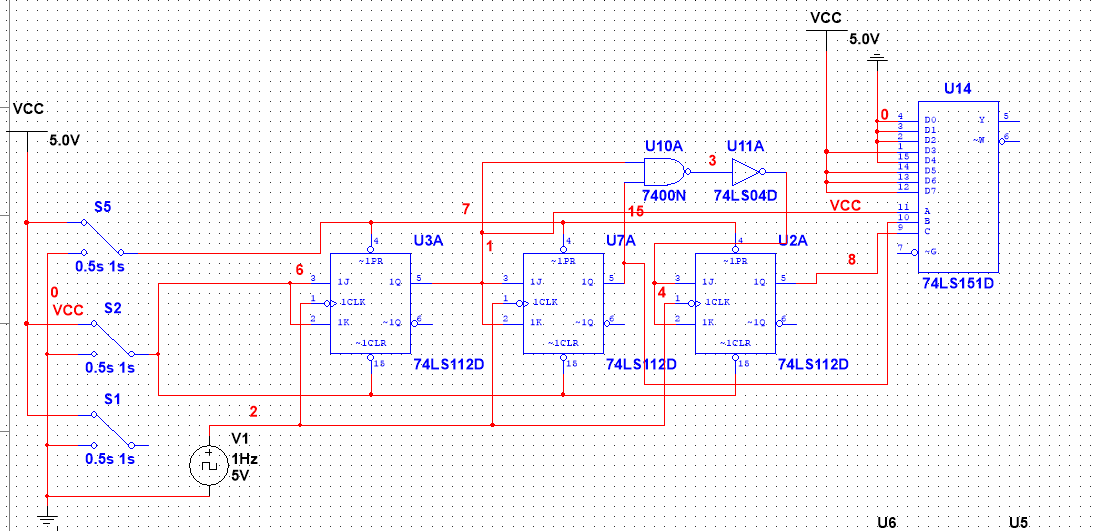 VCC
5.0V
U14
0
4 D0 Y 5
3 D1
2 D2 ~W 6
1 D3
15 D4
14 D5
13 D6
12 D7
VCC
11 A
10 B
9 C
7 ~G
74LS151D
VCC
5.0V
U10A
3
U11A
7400N
74LS04D
S5
0.5s 1s
7
15
1
U3A
U7A
U2A
4
~1PR
3 1J 1Q 5
1 1CLK
2 1K ~1Q 6
~1CLR
15
74LS112D
4
~1PR
3 1J 1Q 5
1 1CLK
2 1K ~1Q 6
~1CLR
15
74LS112D
4
~1PR
3 1J 1Q 5
1 1CLK
2 1K ~1Q 6
~1CLR
15
74LS112D
6
4
8
0
VCC
S2
0.5s 1s
S1
0.5s 1s
2
V1
1Hz
5V
U6
U5